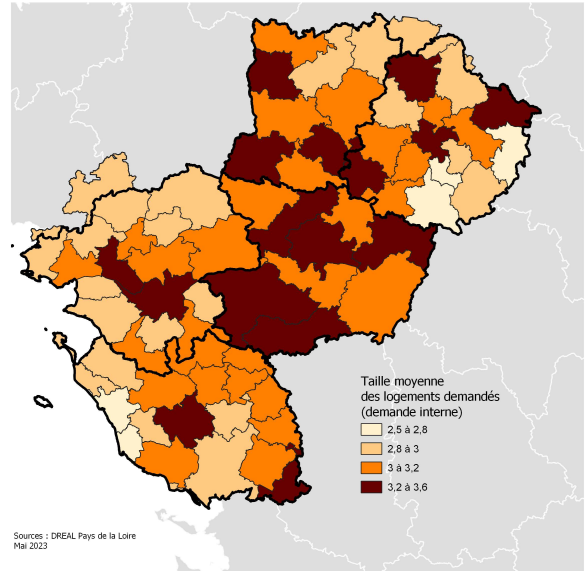 Taille moyenne
des logements demandés
(demande interne)
2,5 à 2,8
2,8 à 3
3 à 3,2
3,2 à 3,6
Sources : DREAL Pays de la Loire
Mai 2023